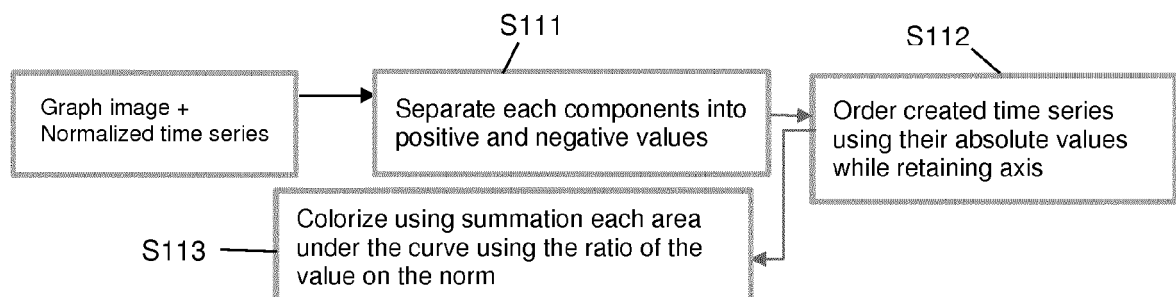 S111
S112
Graph image +
Normalized time series
Separate each components into
positive and negative values
Order created time series
using their absolute values
while retaining axis
S113
Colorize using summation each area
under the curve using the ratio of the
value on the norm